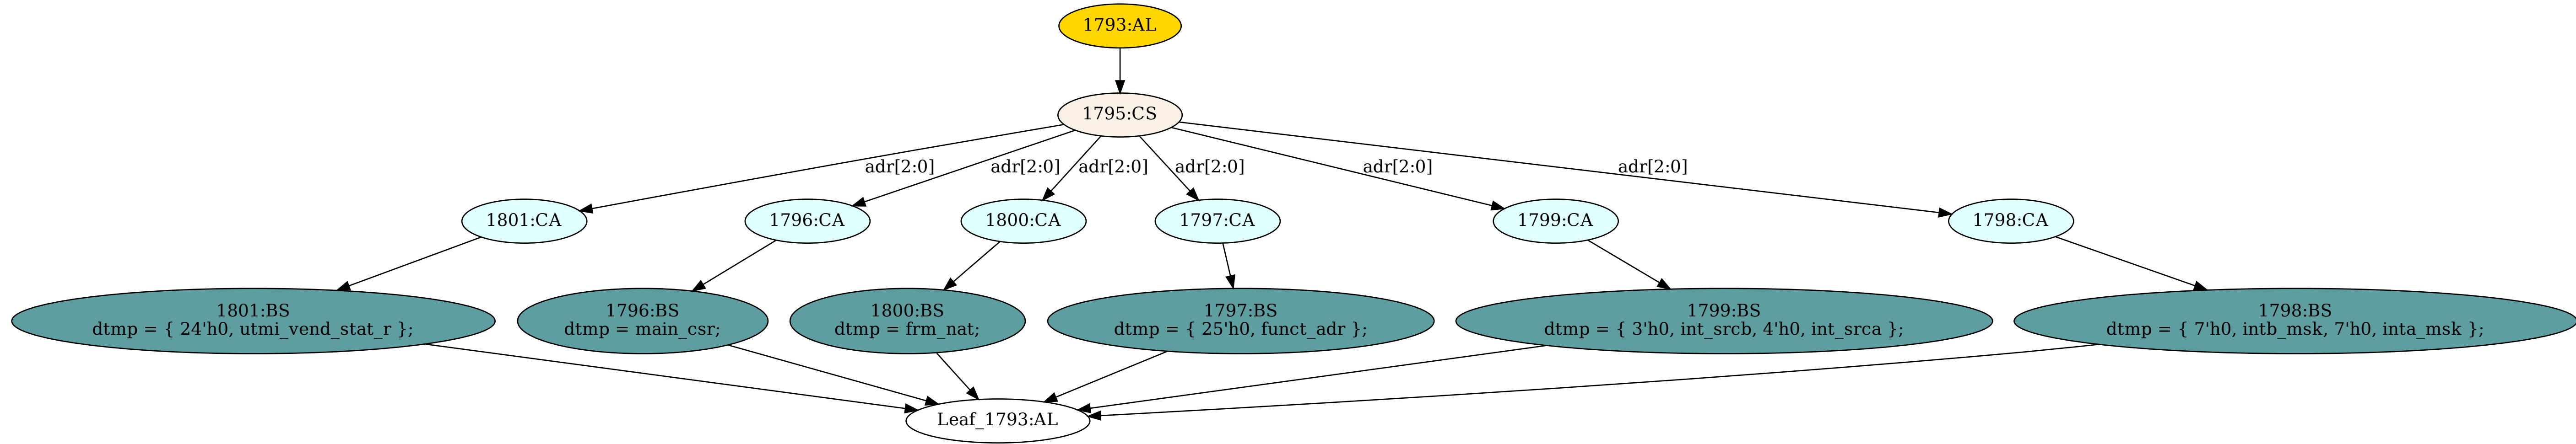 1793:AL
1795:CS
adr[2:0] adr[2:0] adr[2:0] adr[2:0] adr[2:0] adr[2:0]
1801:CA 1796:CA 1800:CA 1797:CA 1799:CA 1798:CA
1801:BS
dtmp = { 24'h0, utmi_vend_stat_r };
1796:BS
dtmp = main_csr;
1800:BS
dtmp = frm_nat;
1797:BS
dtmp = { 25'h0, funct_adr };
1799:BS
dtmp = { 3'h0, int_srcb, 4'h0, int_srca };
1798:BS
dtmp = { 7'h0, intb_msk, 7'h0, inta_msk };
Leaf_1793:AL